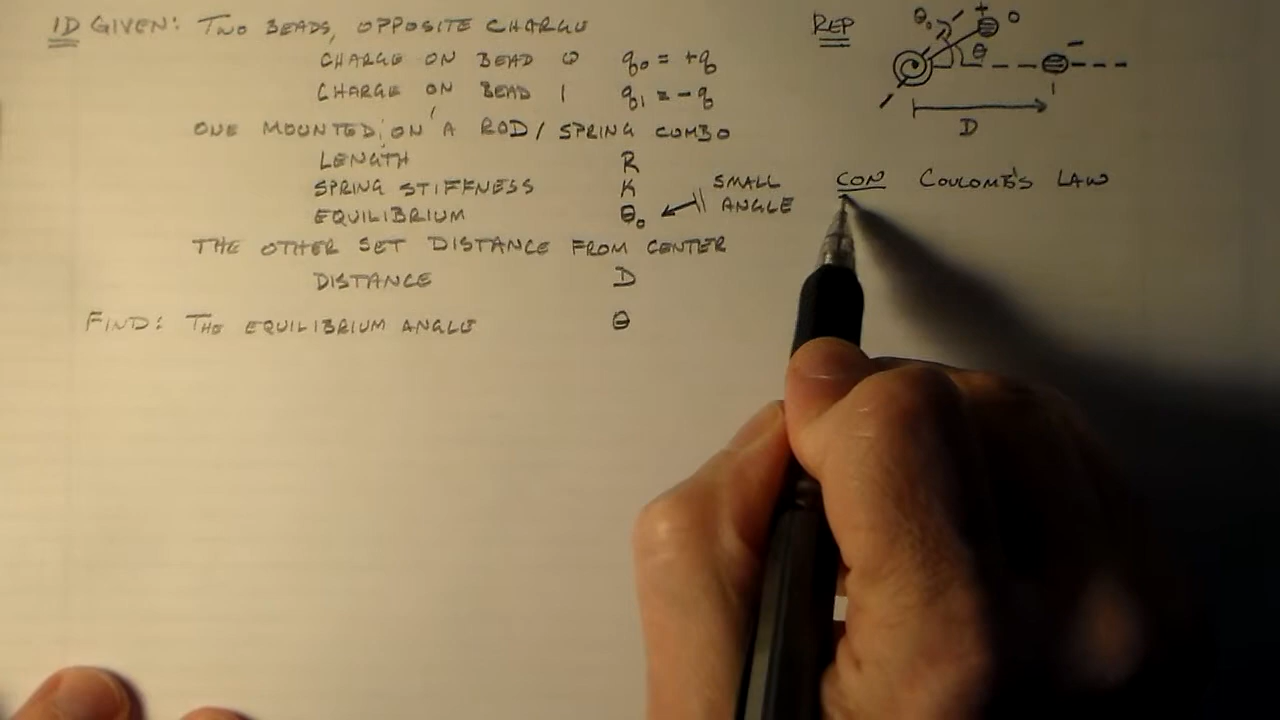 ID GIVEN: TWO BEADS, OPPOSITE CHARGE
CHARGE ON BEAD 0 q₀ = +q
CHARGE ON BEAD 1 q₁ = -q
ONE MOUNTED ON A ROD/SPRING COMBO
LENGTH R
SPRING STIFFNESS K
EQUILIBRIUM θ₀ SMALL ANGLE
THE OTHER SET DISTANCE FROM CENTER
DISTANCE D
FIND: THE EQUILIBRIUM ANGLE θ
REP
θ₀ + 0
θ -
1
D
CON COULOMB'S LAW